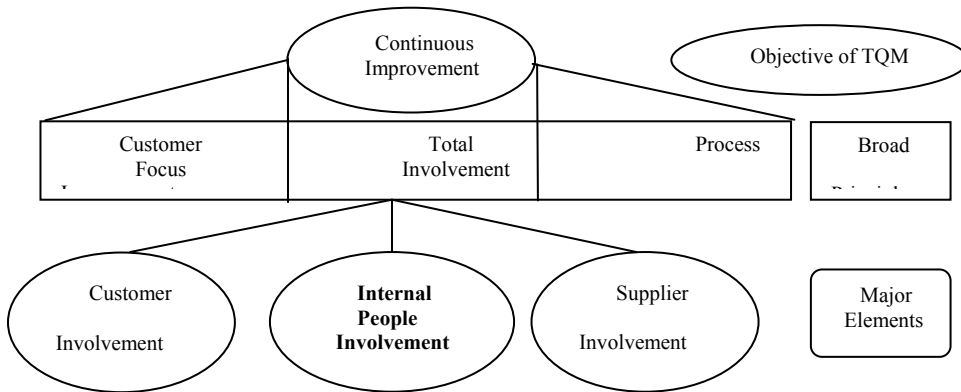 Continuous
Improvement
Objective of TQM
Customer
Focus
Total
Involvement
Process
Broad
Customer
Involvement
Internal
People
Involvement
Supplier
Involvement
Major
Elements